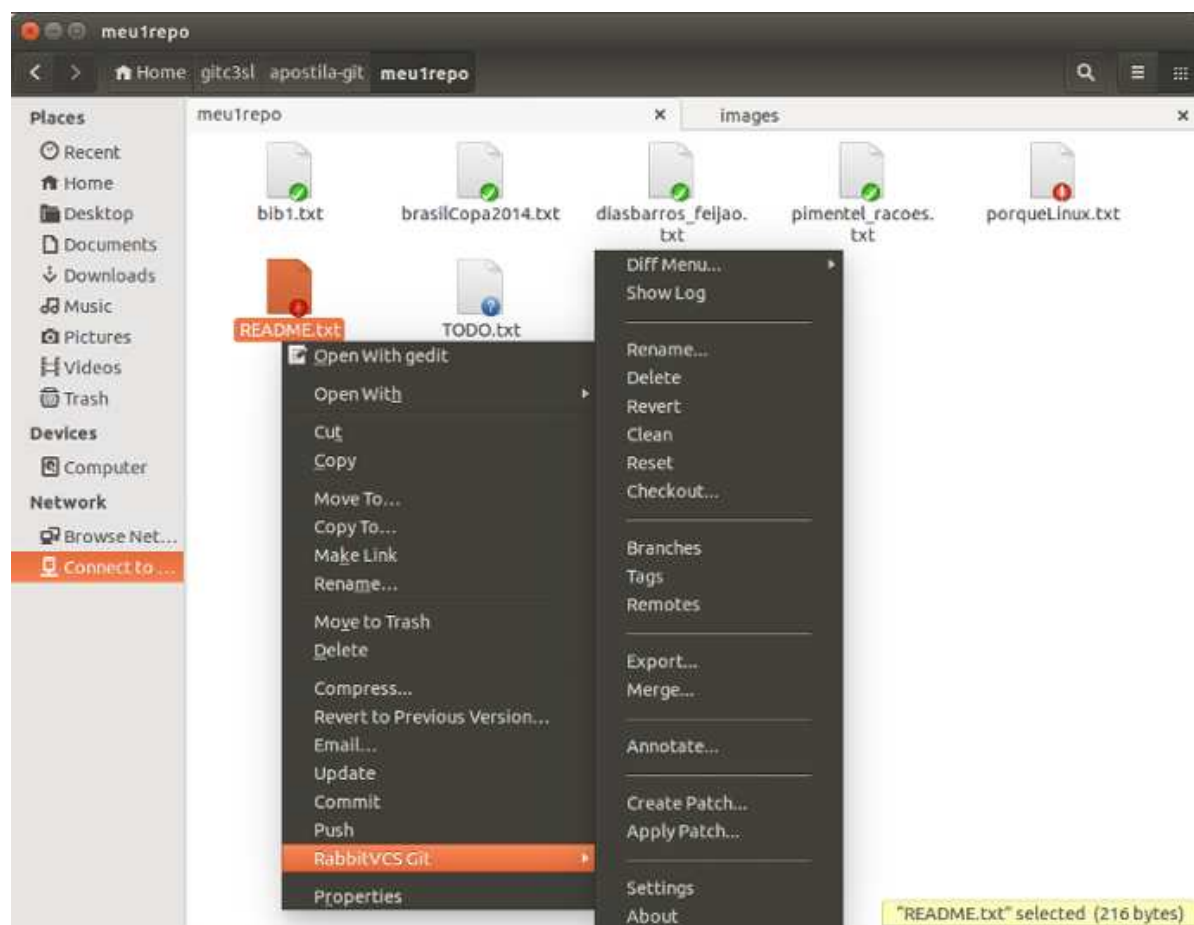 meu1repo
Home gitc3sl apostila-git meu1repo
meu1repo
images
Places
Recent
Home
Desktop
Documents
Downloads
Music
Pictures
Videos
Trash
Devices
Computer
Network
Browse Net...
Connect to ...
bib1.txt
brasilCopa2014.txt
diasbarros_feijao.
txt
pimentel_racoes.
txt
porqueLinux.txt
README.txt
TODO.txt
Open With gedit
Open With
Cut
Copy
Move To...
Copy To...
Make Link
Rename...
Move to Trash
Delete
Compress...
Revert to Previous Version...
Email...
Update
Commit
Push
RabbitVCS Git
Properties
Diff Menu...
Show Log
Rename...
Delete
Revert
Clean
Reset
Checkout...
Branches
Tags
Remotes
Export...
Merge...
Annotate...
Create Patch...
Apply Patch...
Settings
About
"README.txt" selected (216 bytes)